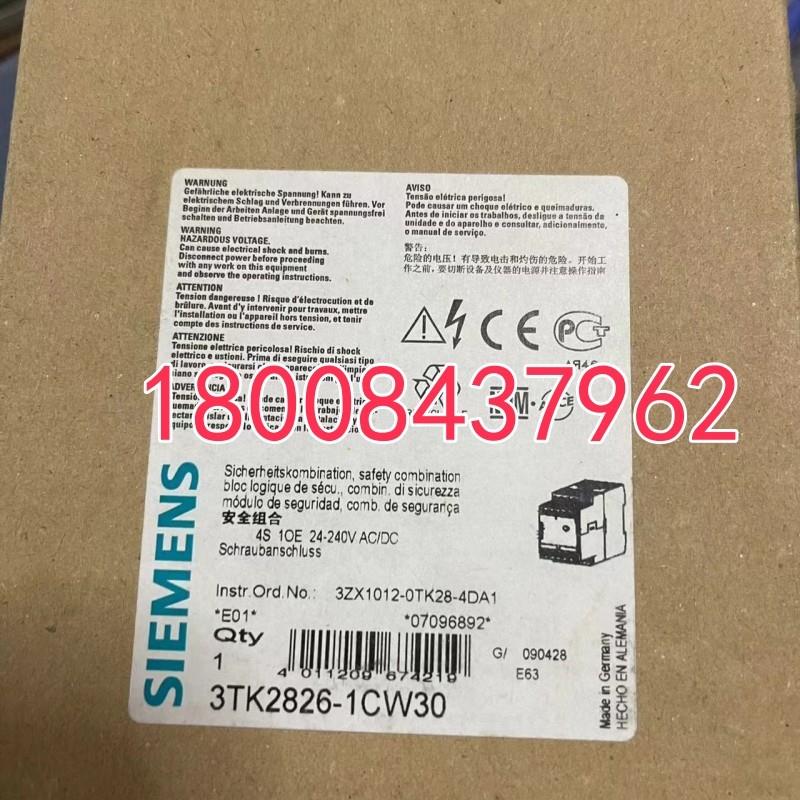 WARNUNG
Gefährliche elektrische Spannung! Kann zu
elektrischem Schlag und Verbrennungen führen. Vor
Beginn der Arbeiten Anlage und Gerät spannungsfrei
schalten und Betriebsanleitung beachten.
WARNING
HAZARDOUS VOLTAGE.
Can cause electrical shock and burns.
Disconnect power before proceeding
with any work on this equipment
and observe the operating instructions.
ATTENTION
Tension dangereuse ! Risque d'électrocution et de
brûlure. Avant d'y intervenir pour travaux, mettre
l'installation ou l'appareil hors tension, et tenir
compte des instructions de service.
ATTENZIONE
Tensione elettrica pericolosa! Rischio di shock
elettrico e ustioni. Prima di eseguire qualsiasi tipo
AVISO
Tensão elétrica perigosa!
Pode causar um choque elétrico e queimaduras.
Antes de iniciar os trabalhos, desligue a tensão da
unidade e do aparelho e consultar, adicionalmente,
o manual de serviço.
警告:
危险的电压!有导致电击和灼伤的危险。开始工
作之前,要切断设备及仪器的电源并注意操作指南
CE
18008437962
SIEMENS
Sicherheitskombination, safety combination
bloc logique de sécu., combin. di sicurezza
módulo de seguridad, comb. de segurança
安全组合
4S 1OE 24-240V AC/DC
Schraubanschluss
Instr.Ord.No.: 3ZX1012-0TK28-4DA1
*E01* *07096892*
Qty
1
4 011209 674219
G/ 090428
E63
3TK2826-1CW30
Made in Germany
HECHO EN ALEMANIA